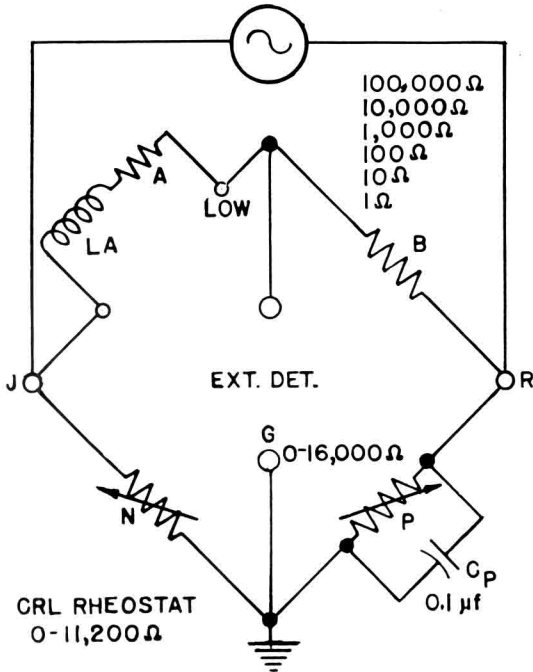 100,000Ω
10,000Ω
1,000Ω
100Ω
10Ω
1Ω
A
LOW
LA
B
J
EXT. DET.
R
G
0-16,000Ω
N
P
C_P
0.1 µf
CRL RHEOSTAT
0-11,200Ω